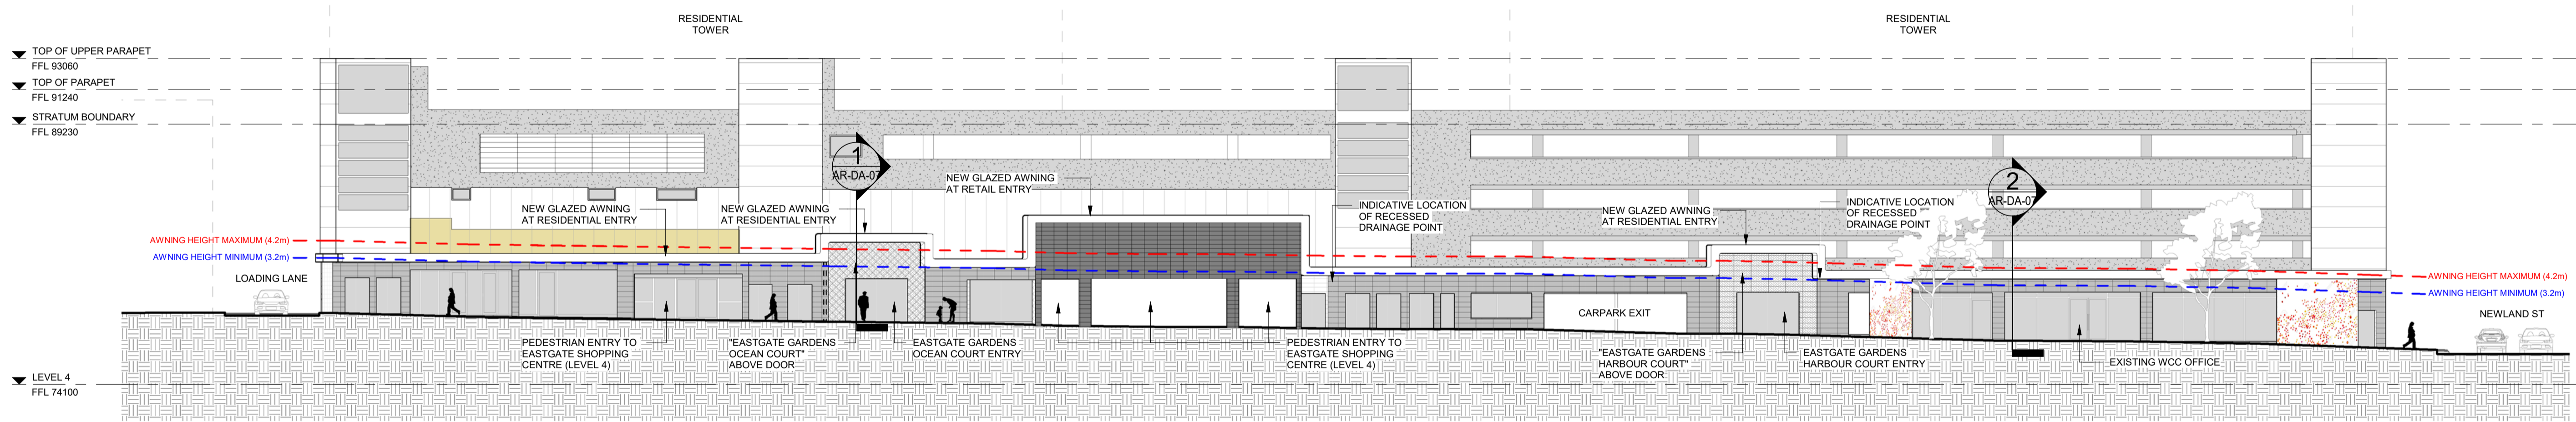 RESIDENTIAL
TOWER
RESIDENTIAL
TOWER
TOP OF UPPER PARAPET
FFL 93060
TOP OF PARAPET
FFL 91240
STRATUM BOUNDARY
FFL 89230
1
AR-DA-07
2
AR-DA-07
NEW GLAZED AWNING
AT RETAIL ENTRY
NEW GLAZED AWNING
AT RESIDENTIAL ENTRY
NEW GLAZED AWNING
AT RESIDENTIAL ENTRY
INDICATIVE LOCATION
OF RECESSED
DRAINAGE POINT
NEW GLAZED AWNING
AT RESIDENTIAL ENTRY
INDICATIVE LOCATION
OF RECESSED
DRAINAGE POINT
AWNING HEIGHT MAXIMUM (4.2m)
AWNING HEIGHT MINIMUM (3.2m)
LOADING LANE
AWNING HEIGHT MAXIMUM (4.2m)
AWNING HEIGHT MINIMUM (3.2m)
CARPARK EXIT
NEWLAND ST
PEDESTRIAN ENTRY TO
EASTGATE SHOPPING
CENTRE (LEVEL 4)
"EASTGATE GARDENS
OCEAN COURT"
ABOVE DOOR
EASTGATE GARDENS
OCEAN COURT ENTRY
PEDESTRIAN ENTRY TO
EASTGATE SHOPPING
CENTRE (LEVEL 4)
"EASTGATE GARDENS
HARBOUR COURT"
ABOVE DOOR
EASTGATE GARDENS
HARBOUR COURT ENTRY
EXISTING WCC OFFICE
LEVEL 4
FFL 74100